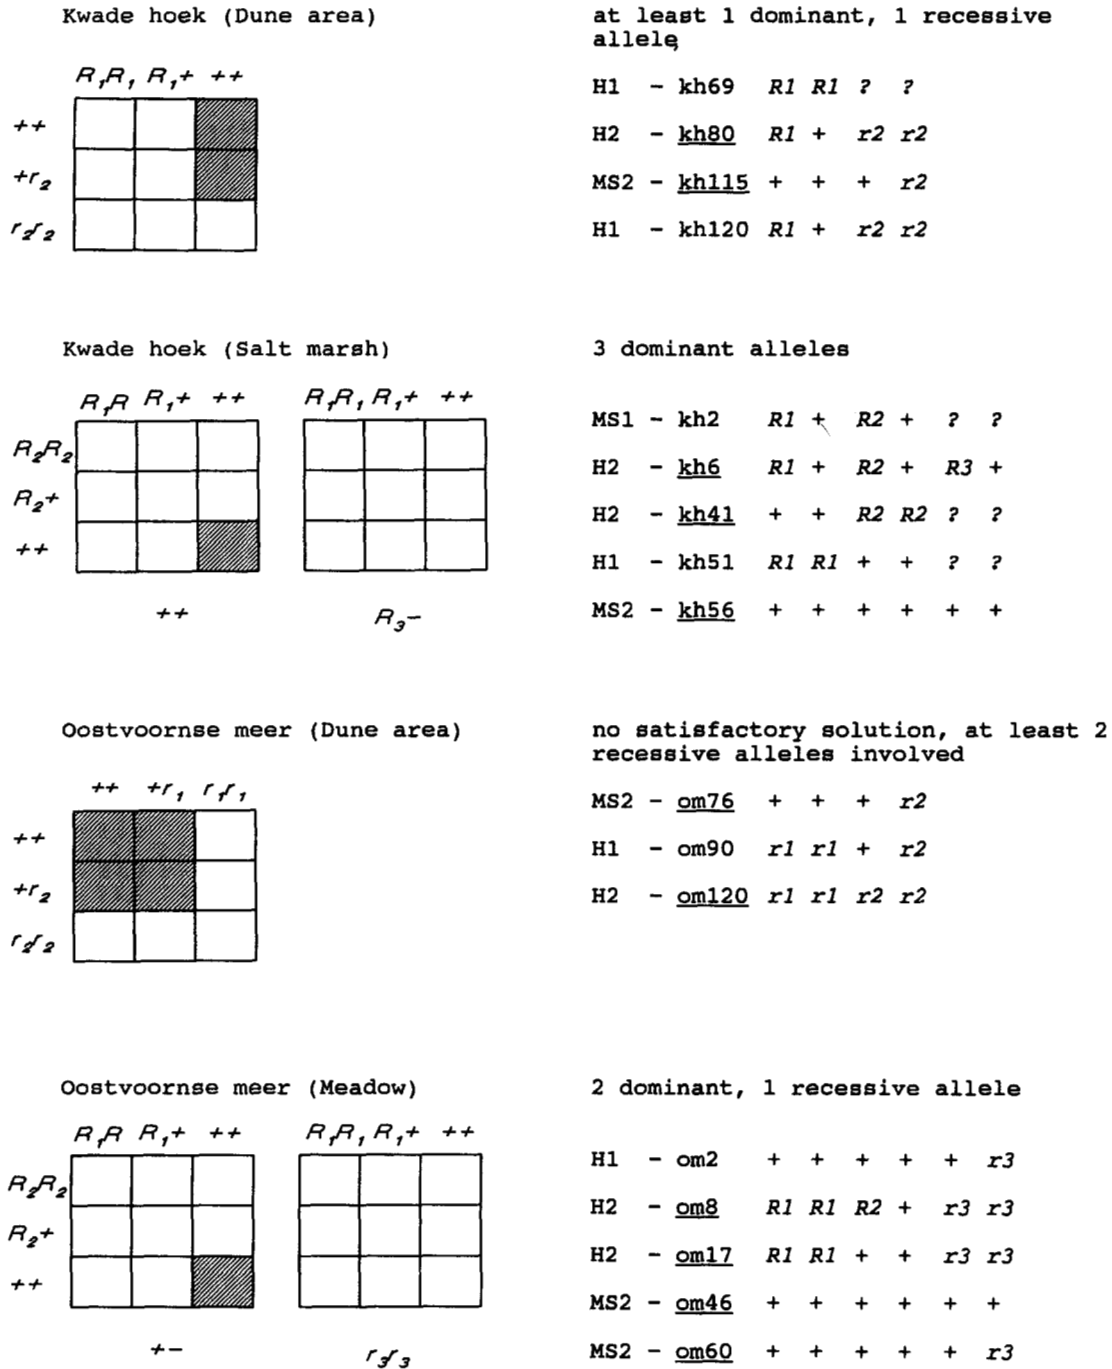 Kwade hoek (Dune area)
at least 1 dominant, 1 recessive
allele
R₁R₁ R₁+ ++
++
+r₂
r₂r₂
H1 - kh69 R1 R1 ? ?
H2 - kh80 R1 + r2 r2
MS2 - kh115 + + + r2
H1 - kh120 R1 + r2 r2
Kwade hoek (Salt marsh)
3 dominant alleles
R₁R R₁+ ++
R₁R₁ R₁+ ++
R₂R₂
R₂+
++
++
R₃-
MS1 - kh2 R1 + R2 + ? ?
H2 - kh6 R1 + R2 + R3 +
H2 - kh41 + + R2 R2 ? ?
H1 - kh51 R1 R1 + + ? ?
MS2 - kh56 + + + + + +
Oostvoornse meer (Dune area)
no satisfactory solution, at least 2
recessive alleles involved
++ +r₁ r₁r₁
++
+r₂
r₂r₂
MS2 - om76 + + + r2
H1 - om90 r1 r1 + r2
H2 - om120 r1 r1 r2 r2
Oostvoornse meer (Meadow)
2 dominant, 1 recessive allele
R₁R R₁+ ++
R₁R₁ R₁+ ++
R₂R₂
R₂+
++
+-
r₃r₃
H1 - om2 + + + + + r3
H2 - om8 R1 R1 R2 + r3 r3
H2 - om17 R1 R1 + + r3 r3
MS2 - om46 + + + + + +
MS2 - om60 + + + + + r3